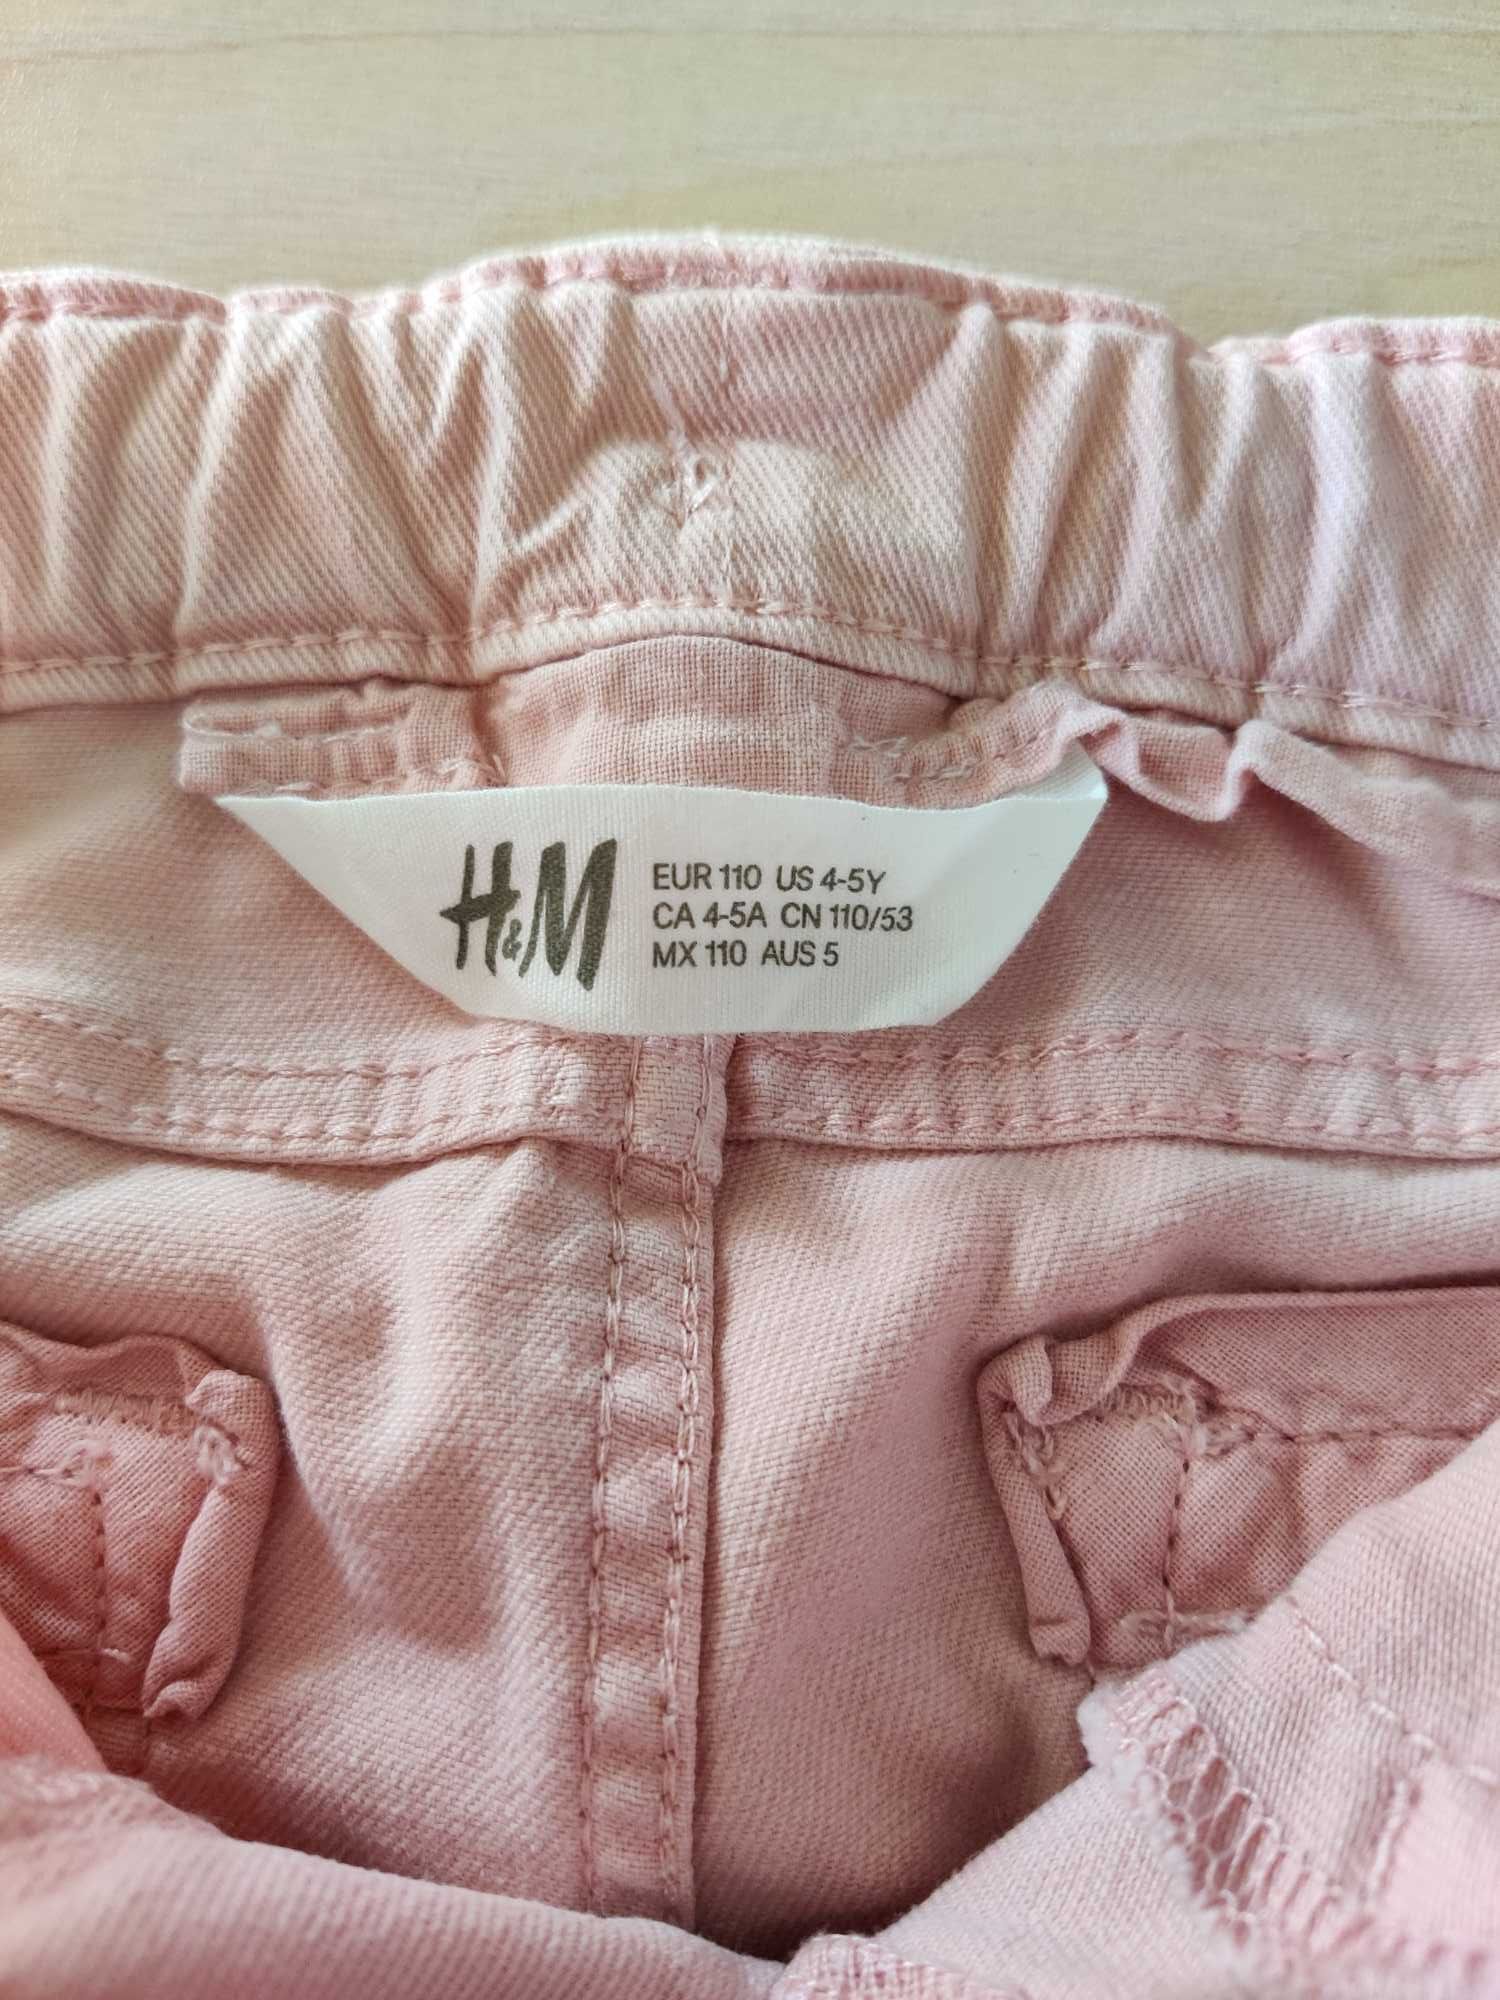 H&M
EUR 110 US 4-5Y
CA 4-5A CN 110/53
MX 110 AUS 5